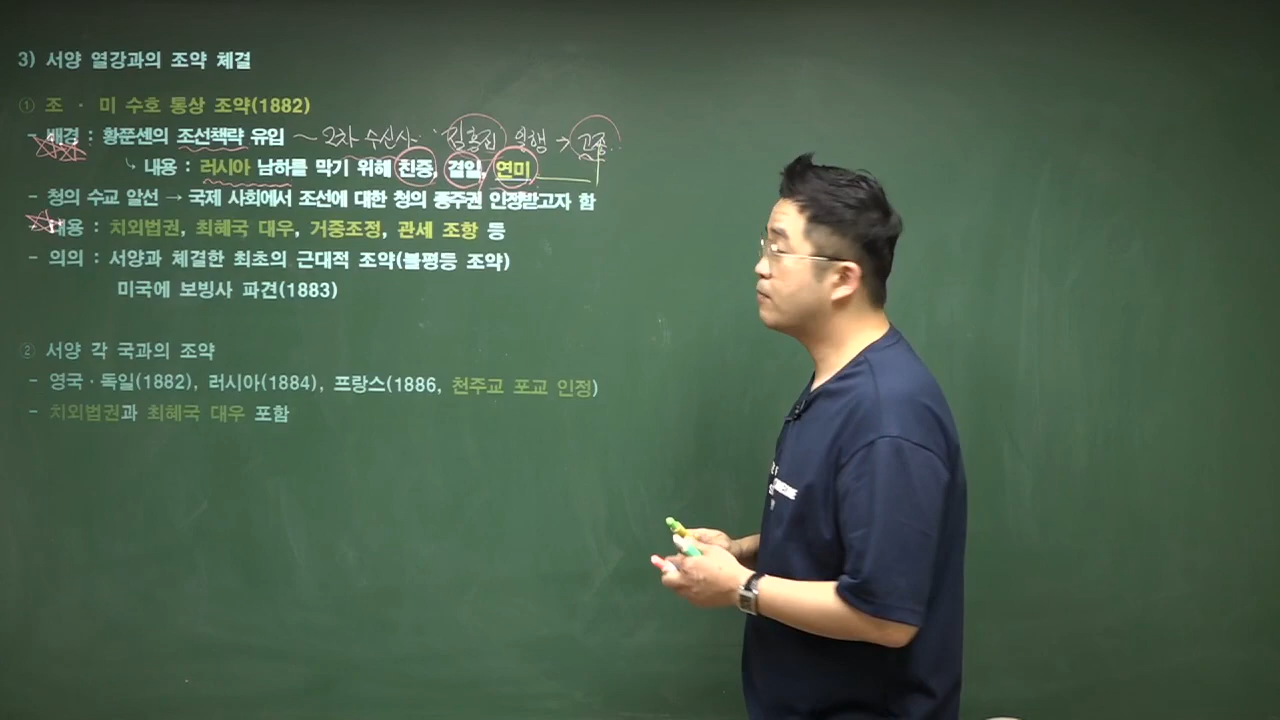 3) 서양 열강과의 조약 체결
① 조 · 미 수호 통상 조약(1882)
- 배경 : 황쭌센의 조선책략 유입 ~ 2차 수신사 김홍집 일행 → 고종
↳ 내용 : 러시아 남하를 막기 위해 친중, 결일, 연미
- 청의 수교 알선 → 국제 사회에서 조선에 대한 청의 종주권 인정받고자 함
- 내용 : 치외법권, 최혜국 대우, 거중조정, 관세 조항 등
- 의의 : 서양과 체결한 최초의 근대적 조약(불평등 조약)
미국에 보빙사 파견(1883)
② 서양 각 국과의 조약
- 영국·독일(1882), 러시아(1884), 프랑스(1886, 천주교 포교 인정)
- 치외법권과 최혜국 대우 포함